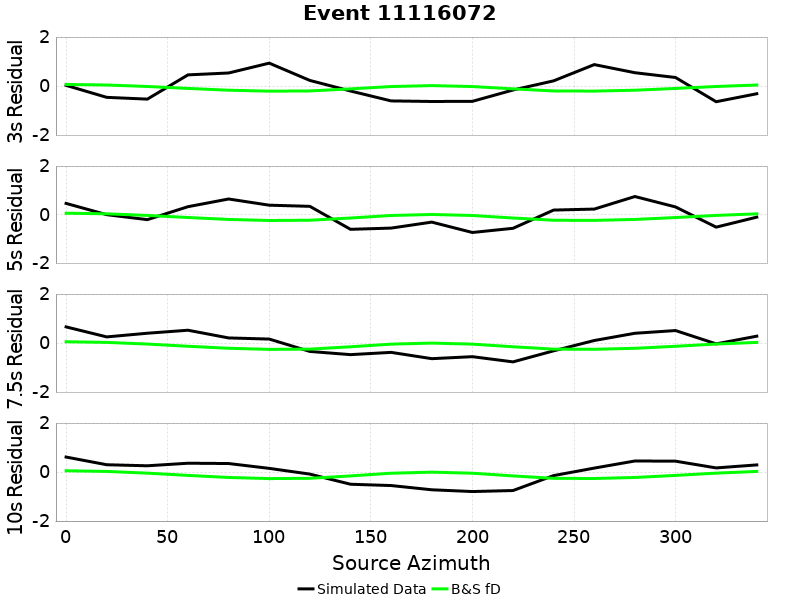 Event 11116072
3s Residual
2
0
-2
5s Residual
2
0
-2
7.5s Residual
2
0
-2
10s Residual
2
0
-2
0 50 100 150 200 250 300
Source Azimuth
Simulated Data B&S fD